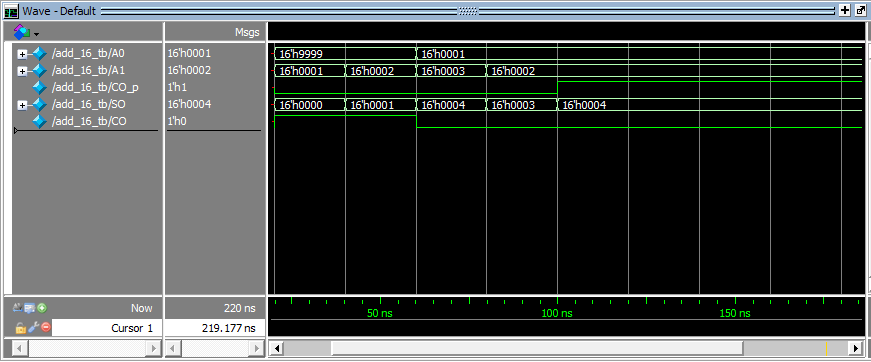 Wave - Default
Msgs
/add_16_tb/A0 16'h0001 16'h9999 16'h0001
/add_16_tb/A1 16'h0002 16'h0001 16'h0002 16'h0003 16'h0002
/add_16_tb/CO_p 1'h1
/add_16_tb/SO 16'h0004 16'h0000 16'h0001 16'h0004 16'h0003 16'h0004
/add_16_tb/CO 1'h0
Now 220 ns 50 ns 100 ns 150 ns
Cursor 1 219.177 ns